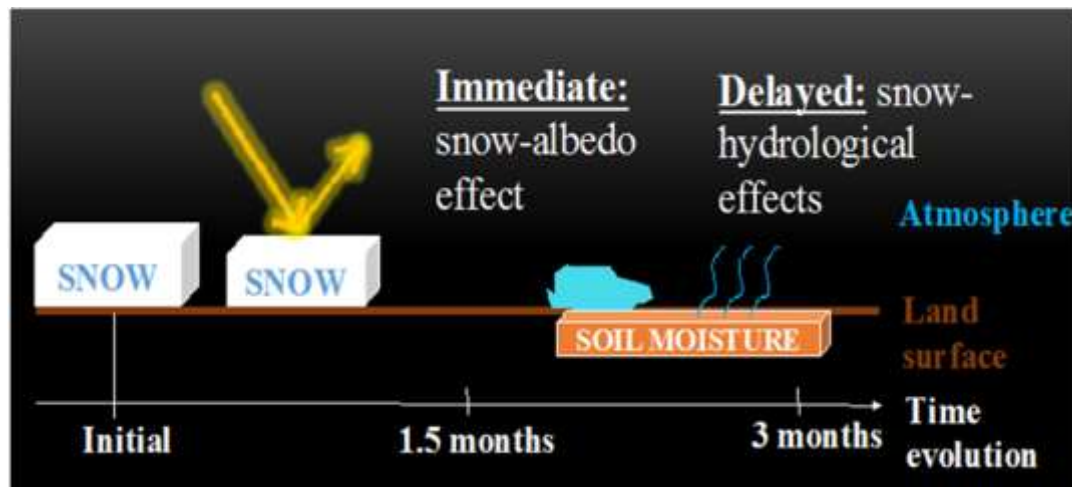 Immediate:
snow-albedo
effect
Delayed: snow-
hydrological
effects
Atmosphere
SNOW
SNOW
SOIL MOISTURE
Land
surface
Initial
1.5 months
3 months
Time
evolution